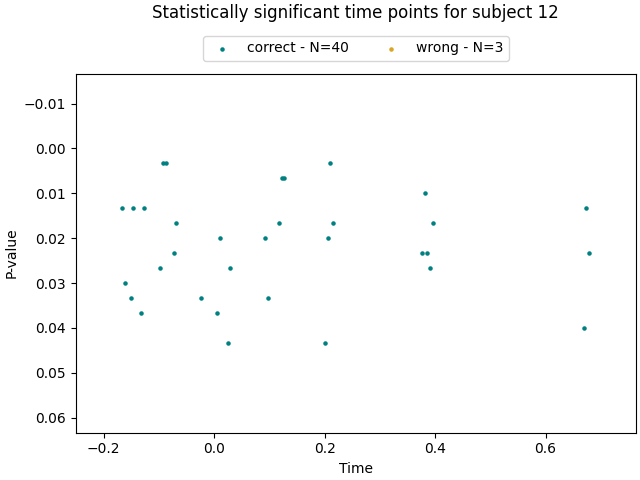 Statistically significant time points for subject 12
correct - N=40
wrong - N=3
−0.01
0.00
0.01
0.02
0.03
0.04
0.05
0.06
P-value
−0.2
0.0
0.2
0.4
0.6
Time